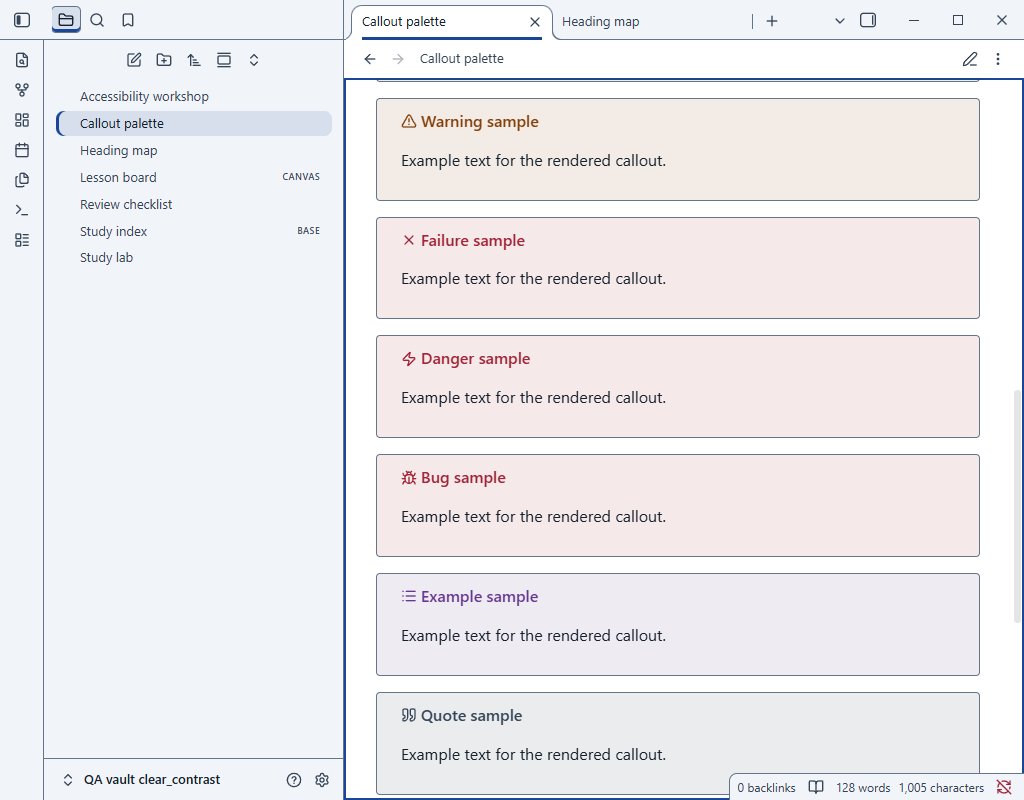 Callout palette
Heading map
Callout palette
Accessibility workshop
Callout palette
Heading map
Lesson board CANVAS
Review checklist
Study index BASE
Study lab
QA vault clear_contrast
Warning sample
Example text for the rendered callout.
Failure sample
Example text for the rendered callout.
Danger sample
Example text for the rendered callout.
Bug sample
Example text for the rendered callout.
Example sample
Example text for the rendered callout.
Quote sample
Example text for the rendered callout.
0 backlinks 128 words 1,005 characters